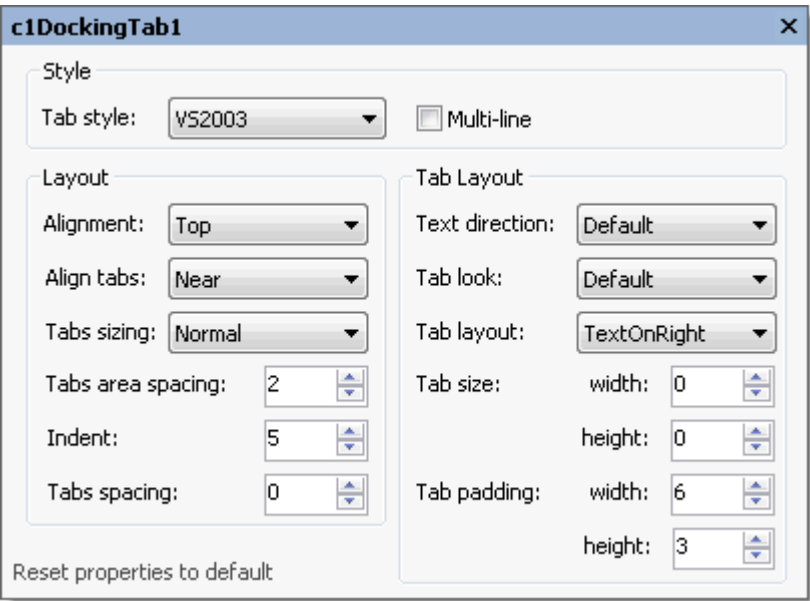 c1DockingTab1
Style
Tab style: VS2003 Multi-line
Layout
Alignment: Top
Align tabs: Near
Tabs sizing: Normal
Tabs area spacing: 2
Indent: 5
Tabs spacing: 0
Tab Layout
Text direction: Default
Tab look: Default
Tab layout: TextOnRight
Tab size: width: 0
height: 0
Tab padding: width: 6
height: 3
Reset properties to default